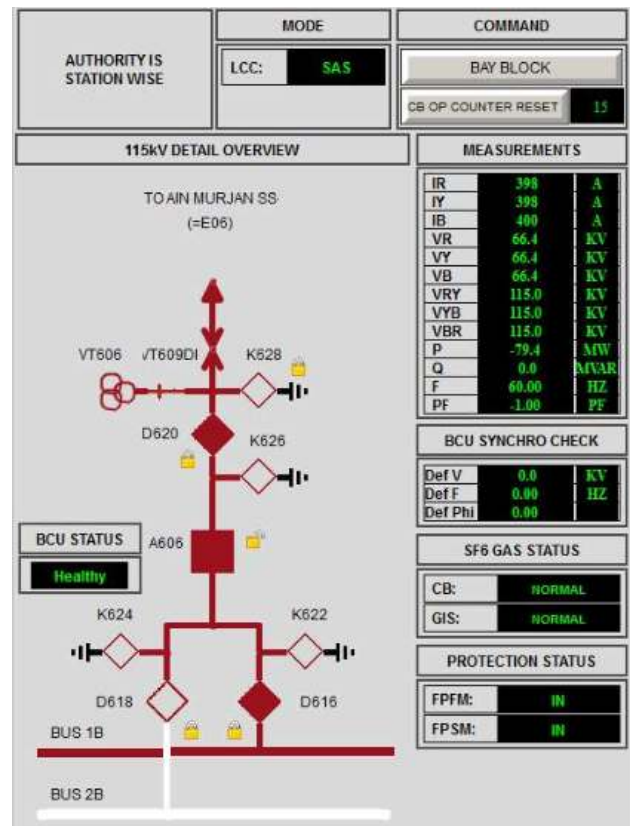 AUTHORITY IS
STATION WISE
MODE
LCC: SAS
COMMAND
BAY BLOCK
CB OP COUNTER RESET 15
115kV DETAIL OVERVIEW
TO AIN MURJAN SS
(=E06)
VT606 VT609DI K628
D620 K626
BCU STATUS
Healthy
A606
K624 K622
D618 D616
BUS 1B
BUS 2B
MEASUREMENTS
IR 398 A
IY 398 A
IB 400 A
VR 66.4 KV
VY 66.4 KV
VB 66.4 KV
VRY 115.0 KV
VYB 115.0 KV
VBR 115.0 KV
P -79.4 MW
Q 0.0 MVAR
F 60.00 HZ
PF -1.00 PF
BCU SYNCHRO CHECK
Def V 0.0 KV
Def F 0.00 HZ
Def Phi 0.00
SF6 GAS STATUS
CB: NORMAL
GIS: NORMAL
PROTECTION STATUS
FPFM: IN
FPSM: IN